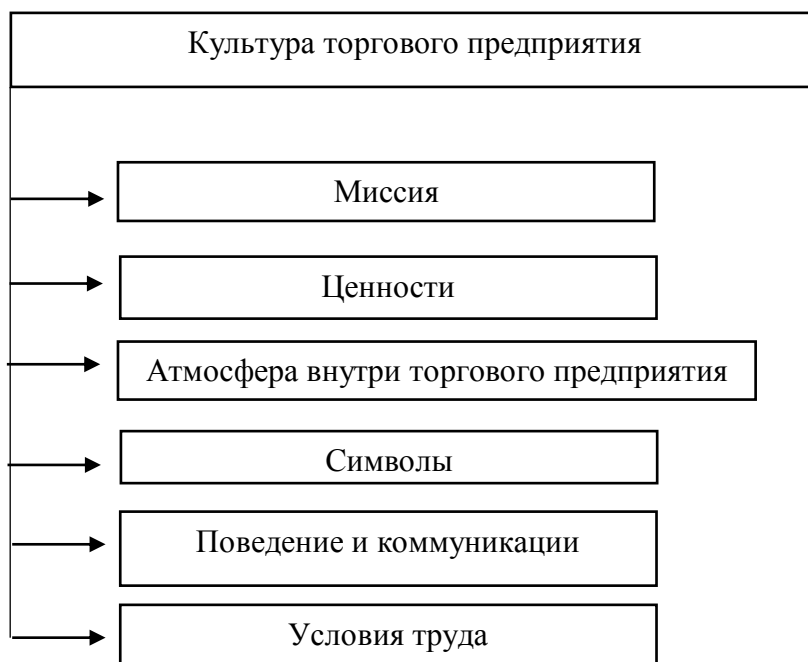 Культура торгового предприятия
Миссия
Ценности
Атмосфера внутри торгового предприятия
Символы
Поведение и коммуникации
Условия труда